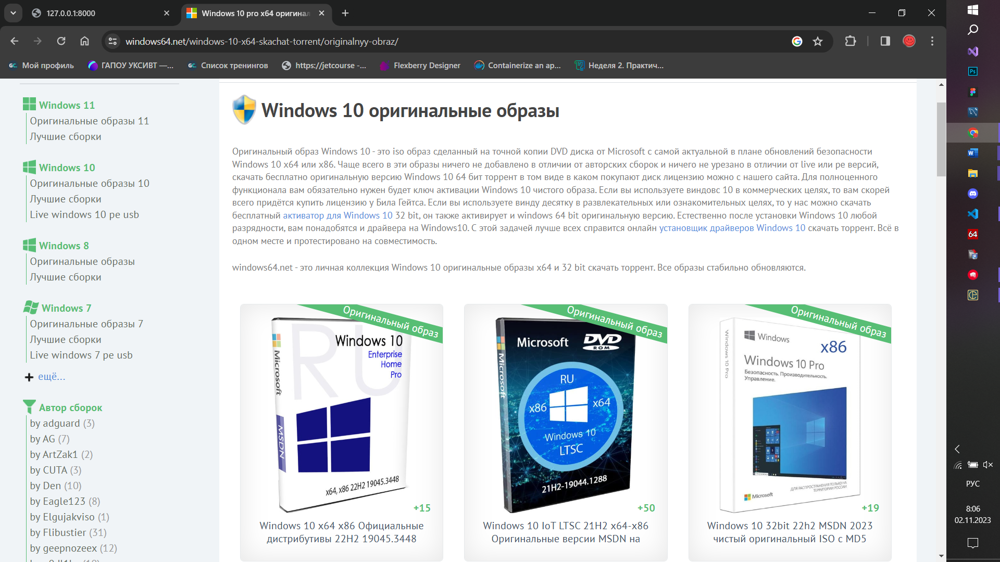 127.0.0.1:8000
Windows 10 pro x64 оригинал
windows64.net/windows-10-x64-skachat-torrent/originalnyy-obraz/
Мой профиль
ГАПОУ УКСИВТ —...
Список тренингов
https://jetcourse -...
Flexberry Designer
Containerize an ap...
Неделя 2. Практич...
Windows 11
Оригинальные образы 11
Лучшие сборки
Windows 10
Оригинальные образы 10
Лучшие сборки
Live windows 10 pe usb
Windows 8
Оригинальные образы
Лучшие сборки
Windows 7
Оригинальные образы 7
Лучшие сборки
Live windows 7 pe usb
ещё...
Автор сборок
by adguard (3)
by AG (7)
by ArtZak1 (2)
by CUTA (3)
by Den (10)
by Eagle123 (8)
by Elgujakviso (1)
by Flibustier (31)
by geepnozeex (12)
Windows 10 оригинальные образы
Оригинальный образ Windows 10 - это iso образ сделанный на точной копии DVD диска от Microsoft с самой актуальной в плане обновлений безопасности
Windows 10 x64 или x86. Чаще всего в эти образы ничего не добавлено в отличии от авторских сборок и ничего не урезано в отличии от live или pe версий,
скачать бесплатно оригинальную версию Windows 10 64 бит торрент в том виде в каком покупают диск лицензию можно с нашего сайта. Для полноценного
функционала вам обязательно нужен будет ключ активации Windows 10 чистого образа. Если вы используете виндовс 10 в коммерческих целях, то вам скорей
всего придётся купить лицензию у Била Гейтса. Если вы используете винду десятку в развлекательных или ознакомительных целях, то у нас можно скачать
бесплатный активатор для Windows 10 32 bit, он также активирует и windows 64 bit оригинальную версию. Естественно после установки Windows 10 любой
разрядности, вам понадобятся и драйвера на Windows10. С этой задачей лучше всех справится онлайн установщик драйверов Windows 10 скачать торрент. Всё в
одном месте и протестировано на совместимость.
windows64.net - это личная коллекция Windows 10 оригинальные образы x64 и 32 bit скачать торрент. Все образы стабильно обновляются.
Оригинальный образ
RU
Windows 10
Enterprise
Home
Pro
Microsoft
MSDN
x64, x86 22H2 19045.3448
+15
Windows 10 x64 x86 Официальные
дистрибутивы 22H2 19045.3448
Оригинальный образ
Microsoft
DVD
ROM
Microsoft
RU
x86
x64
Windows 10
LTSC
21H2-19044.1288
+50
Windows 10 IoT LTSC 21H2 x64-x86
Оригинальные версии MSDN на
Оригинальный образ
Windows 10 Pro
Windows
x86
Windows 10 Pro
Безопасность. Производительность.
Управление.
Microsoft
ДЛЯ РАСПРОСТРАНЕНИЯ ТОЛЬКО НА
ТЕРРИТОРИИ РОССИИ
+19
Windows 10 32bit 22h2 MSDN 2023
чистый оригинальный ISO с MD5
Ps
W
64
РУС
8:06
02.11.2023